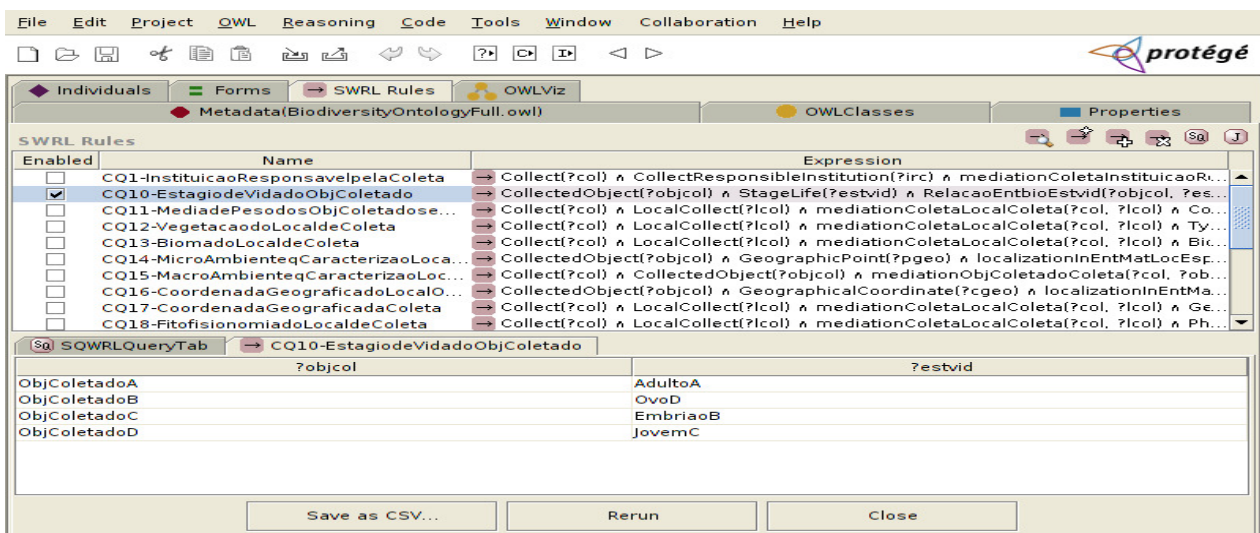 File Edit Project OWL Reasoning Code Tools Window Collaboration Help
protégé
Individuals Forms SWRL Rules OWLViz
Metadata(BiodiversityOntologyFull.owl) OWLClasses Properties
SWRL Rules
Enabled Name Expression
CQ1-InstituicaoResponsavelpelaColeta → Collect(?col) ∧ CollectResponsibleInstitution(?irc) ∧ mediationColetaInstituicaoR...
CQ10-EstagiodeVidadoObjColetado → CollectedObject(?objcol) ∧ StageLife(?estvid) ∧ RelacaoEntbioEstvid(?objcol, ?es...
CQ11-MediadePesodosObjColetadose... → Collect(?col) ∧ LocalCollect(?lcol) ∧ mediationColetaLocalColeta(?col, ?lcol) ∧ Co...
CQ12-VegetacaodoLocaldeColeta → Collect(?col) ∧ LocalCollect(?lcol) ∧ mediationColetaLocalColeta(?col, ?lcol) ∧ Ty...
CQ13-BiomadoLocaldeColeta → Collect(?col) ∧ LocalCollect(?lcol) ∧ mediationColetaLocalColeta(?col, ?lcol) ∧ Bic...
CQ14-MicroAmbienteqCaracterizaoLoca... → CollectedObject(?objcol) ∧ GeographicPoint(?pgeo) ∧ localizationInEntMatLocEsp...
CQ15-MacroAmbienteqCaracterizaoLoc... → Collect(?col) ∧ CollectedObject(?objcol) ∧ mediationObjColetadoColeta(?col, ?ob...
CQ16-CoordenadaGeograficadoLocalO... → CollectedObject(?objcol) ∧ GeographicalCoordinate(?cgeo) ∧ localizationInEntMa...
CQ17-CoordenadaGeograficadaColeta → Collect(?col) ∧ LocalCollect(?lcol) ∧ mediationColetaLocalColeta(?col, ?lcol) ∧ Ge...
CQ18-FitofisionomiadoLocaldeColeta → Collect(?col) ∧ LocalCollect(?lcol) ∧ mediationColetaLocalColeta(?col, ?lcol) ∧ Ph...
SQWRLQueryTab → CQ10-EstagiodeVidadoObjColetado
?objcol ?estvid
ObjColetadoA AdultoA
ObjColetadoB OvoD
ObjColetadoC EmbriaoB
ObjColetadoD JovemC
Save as CSV... Rerun Close